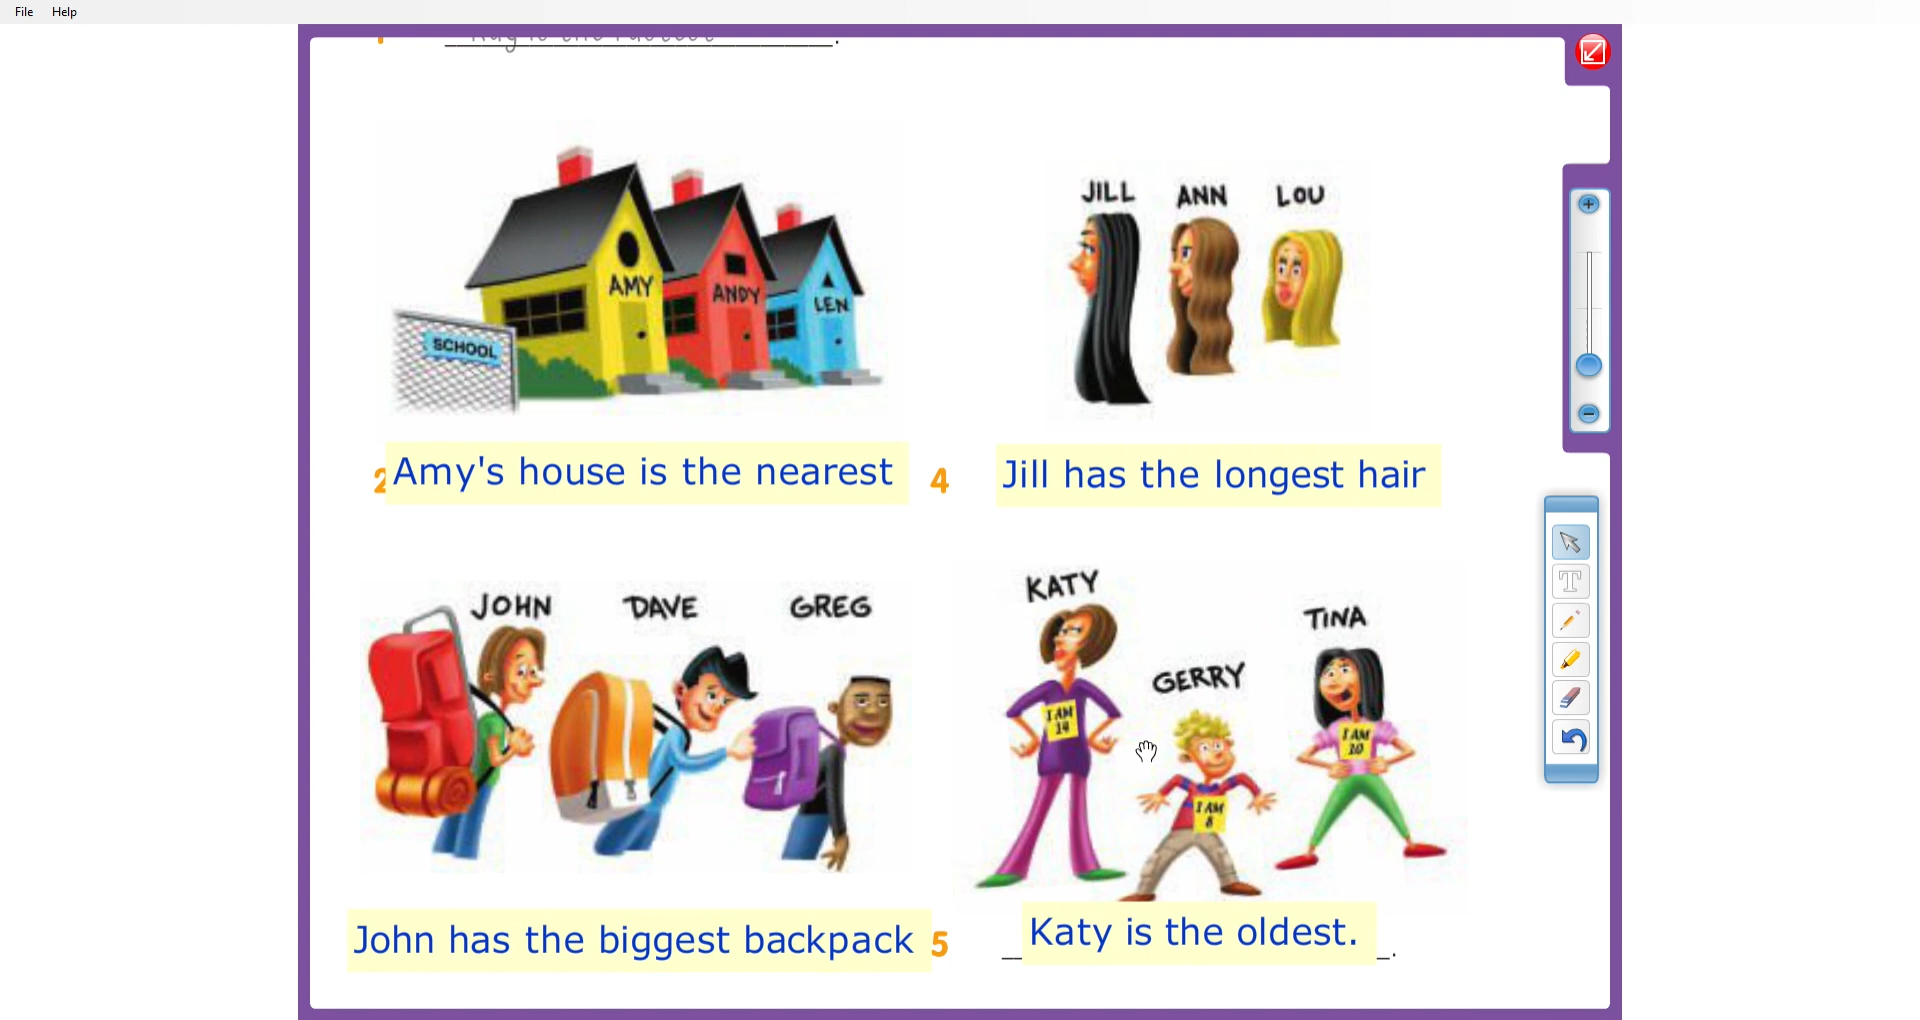 File Help
AMY
ANDY
LEN
SCHOOL
JILL ANN LOU
2 Amy's house is the nearest
4 Jill has the longest hair
JOHN DAVE GREG
KATY
GERRY
TINA
I AM
14
I AM
8
I AM
10
John has the biggest backpack
5 Katy is the oldest.